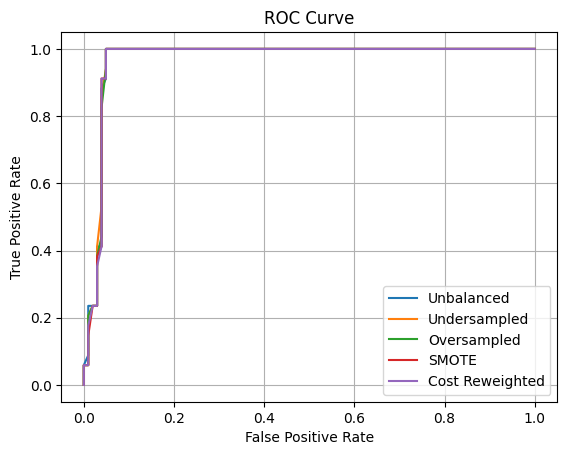 ROC Curve
True Positive Rate
1.0
0.8
0.6
0.4
0.2
0.0
Unbalanced
Undersampled
Oversampled
SMOTE
Cost Reweighted
0.0 0.2 0.4 0.6 0.8 1.0
False Positive Rate